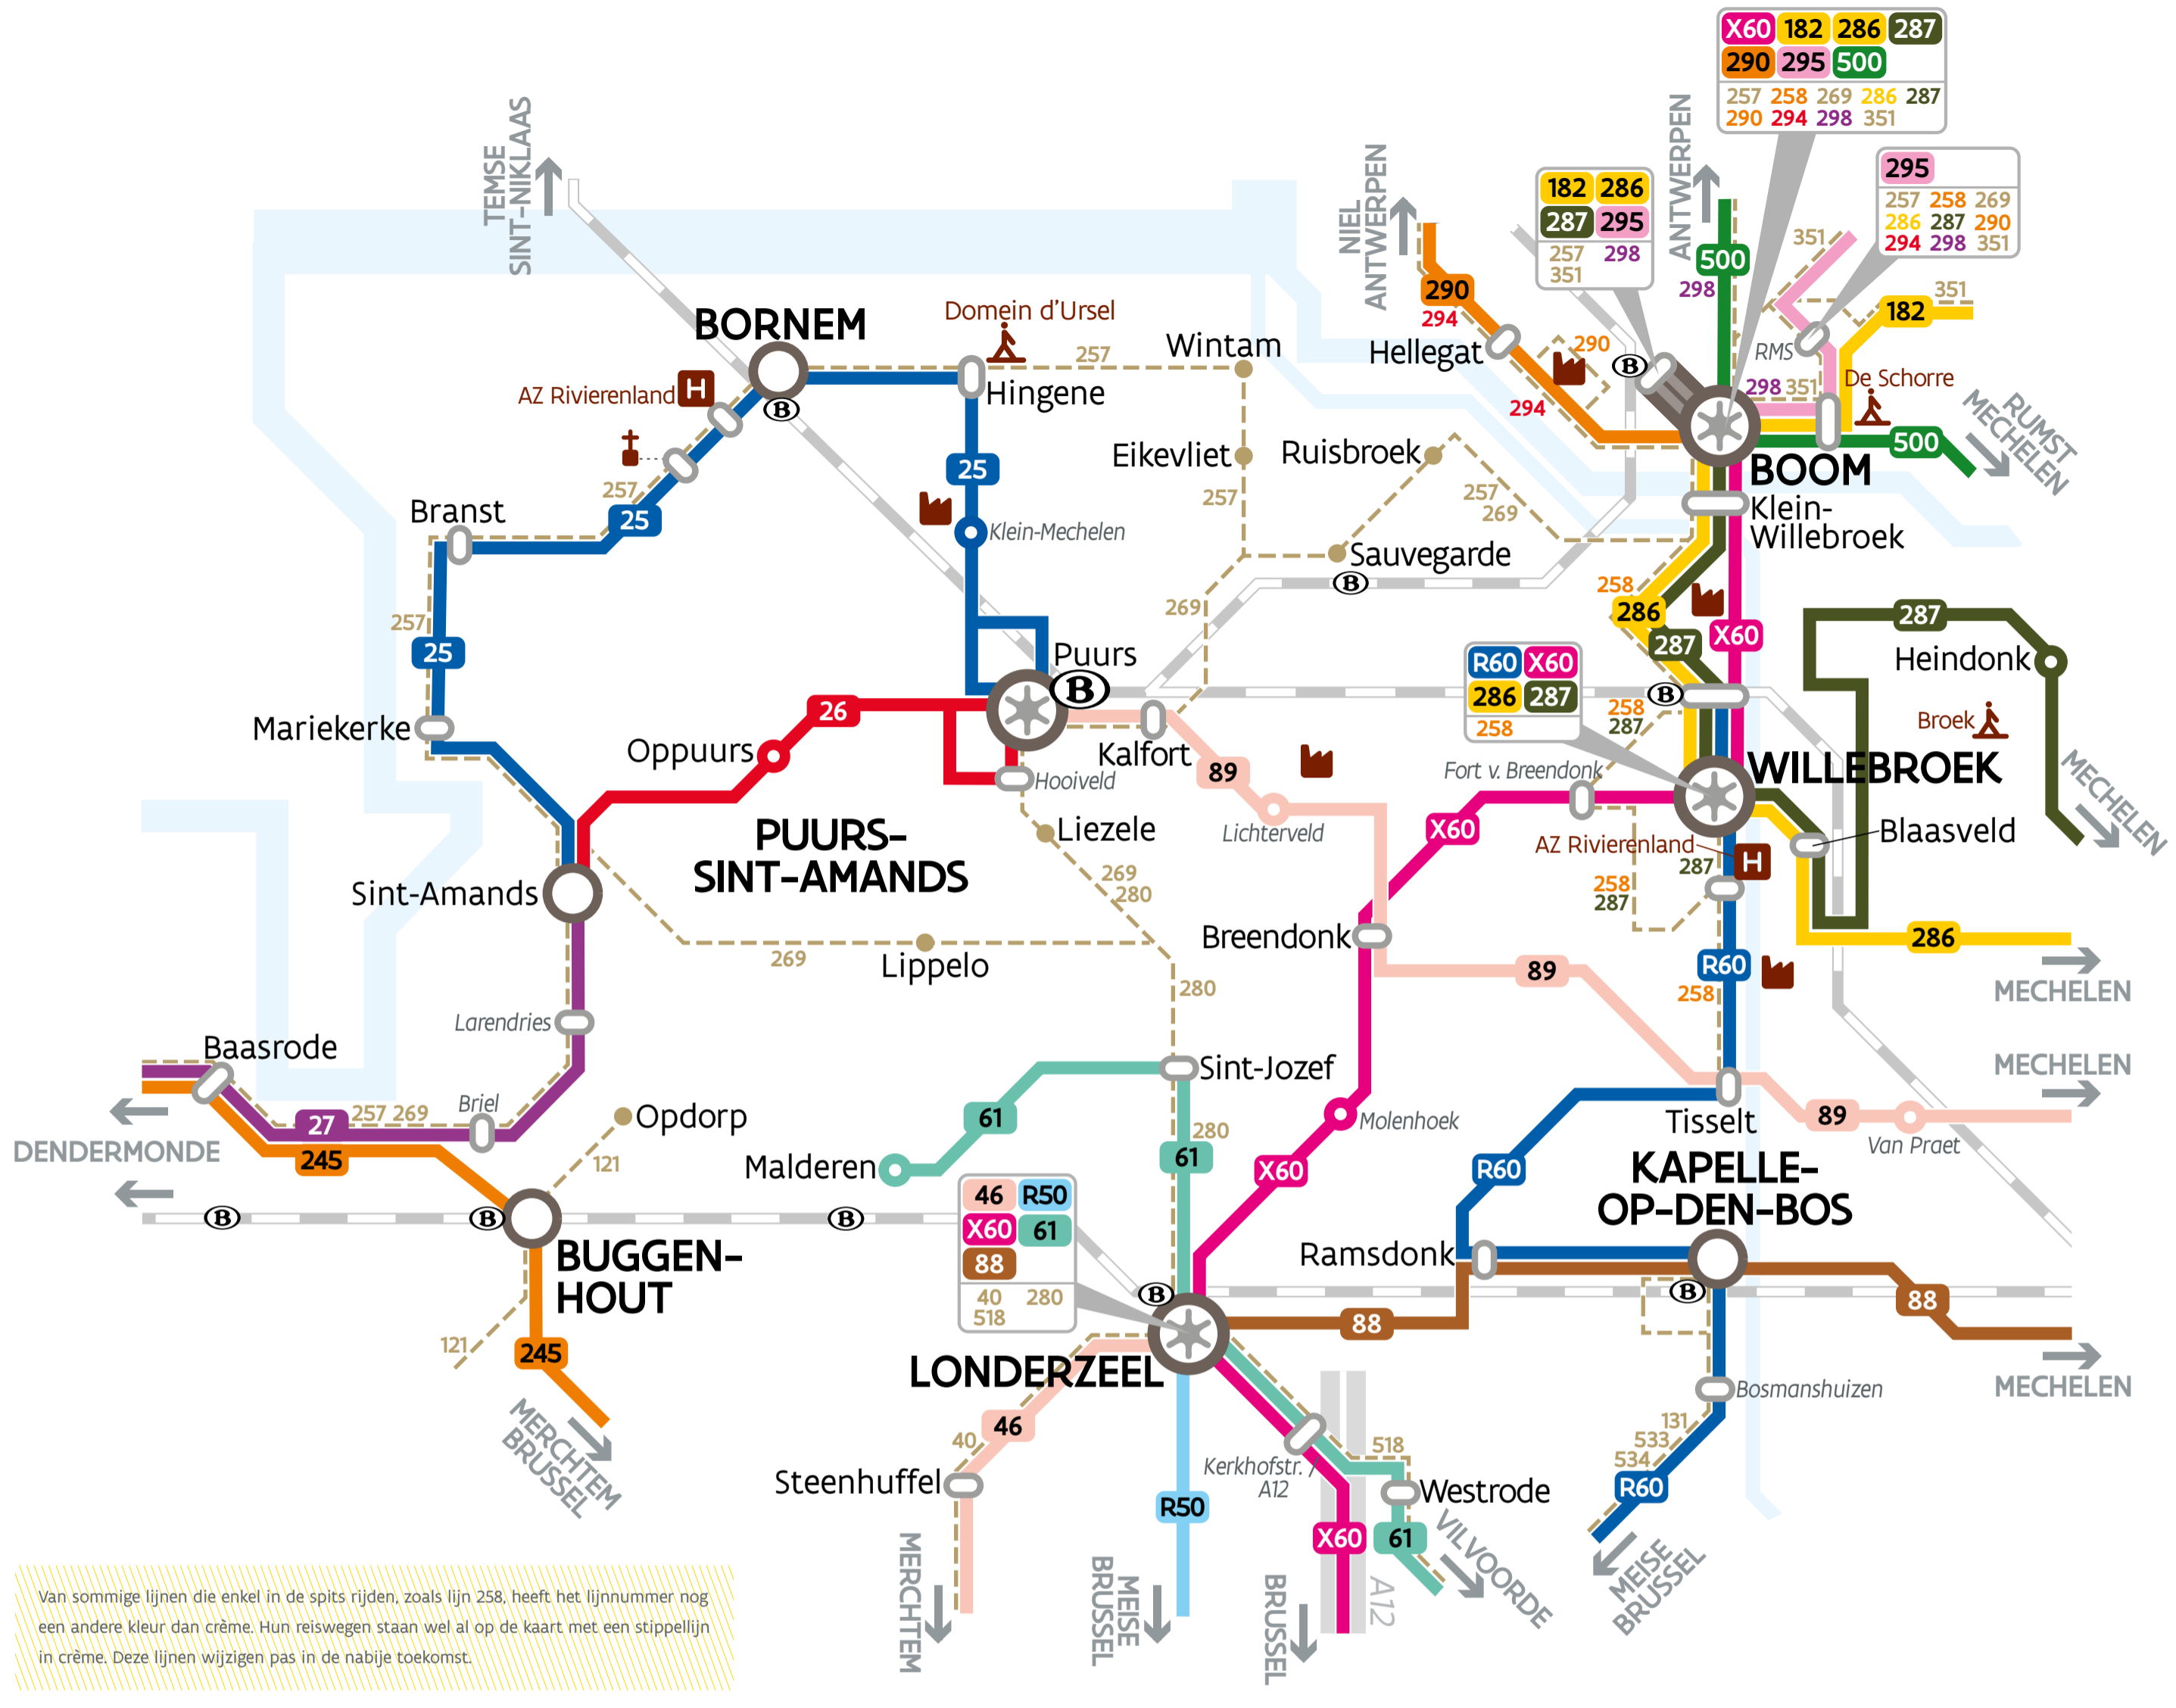 X60 182 286 287
290 295 500
257 258 269 286 287
290 294 298 351
295
257 258 269
286 287 290
294 298 351
182 286
287 295
257 298
351
TEMSE
SINT-NIKLAAS
NIEL
ANTWERPEN
ANTWERPEN
500
298
351
351
182
290
294
Hellegat
290
294
B
RMS
298 351
De Schorre
RUMST
MECHELEN
500
BOOM
Klein-
Willebroek
BORNEM
Domein d'Ursel
AZ Rivierenland
H
B
Hingene
257
Wintam
Eikevliet
257
Ruisbroek
257
269
Sauvegarde
B
269
257
25
Branst
25
Klein-Mechelen
257
25
Mariekerke
258
286
287
X60
287
Heindonk
Broek
MECHELEN
R60 X60
286 287
258
B
258
287
WILLEBROEK
Fort v. Breendonk
Blaasveld
AZ Rivierenland
H
287
258
287
286
MECHELEN
R60
258
Puurs
B
26
Oppuurs
Hooiveld
Kalfort
89
Lichterveld
X60
Liezele
PUURS-
SINT-AMANDS
269
280
Sint-Amands
Breendonk
269
Lippelo
280
89
Larendries
Baasrode
Briel
257 269
27
245
DENDERMONDE
Opdorp
121
Sint-Jozef
61
280
61
Malderen
Molenhoek
X60
Tisselt
MECHELEN
89
Van Praet
R60
KAPELLE-
OP-DEN-BOS
Ramsdonk
B
B
B
BUGGEN-
HOUT
46 R50
X60 61
88
40 280
518
B
B
88
88
MECHELEN
121
245
MERCHTEM
BRUSSEL
LONDERZEEL
46
40
Steenhuffel
MERCHTEM
R50
MEISE
BRUSSEL
Kerkhofstr. /
A12
518
Westrode
X60
61
A12
BRUSSEL
VILVOORDE
Bosmanshuizen
131
533
534
R60
MEISE
BRUSSEL
Van sommige lijnen die enkel in de spits rijden, zoals lijn 258, heeft het lijnnummer nog
een andere kleur dan crème. Hun reiswegen staan wel al op de kaart met een stippellijn
in crème. Deze lijnen wijzigen pas in de nabije toekomst.